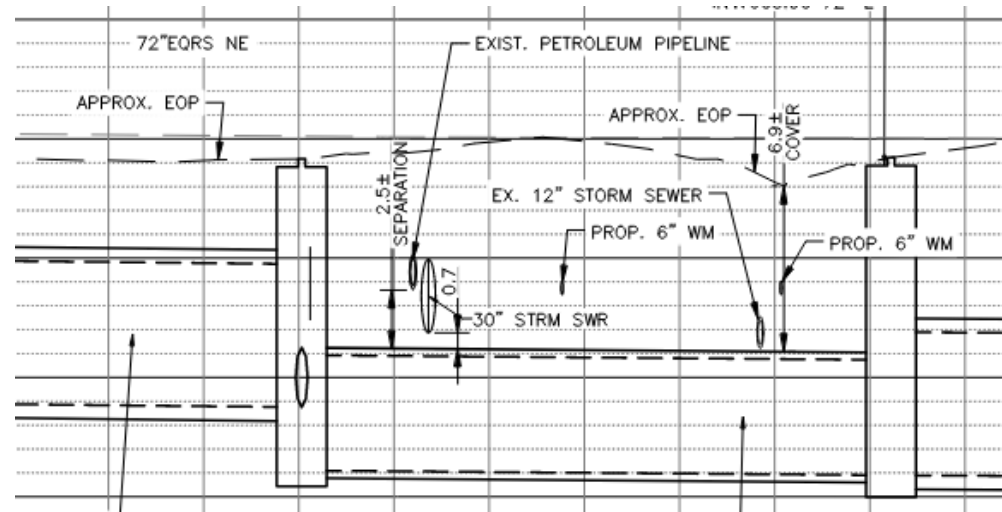 72"EQRS NE
EXIST. PETROLEUM PIPELINE
APPROX. EOP
APPROX. EOP
6.9±
COVER
2.5±
SEPARATION
EX. 12" STORM SEWER
PROP. 6" WM
PROP. 6" WM
0.7
30" STRM SWR